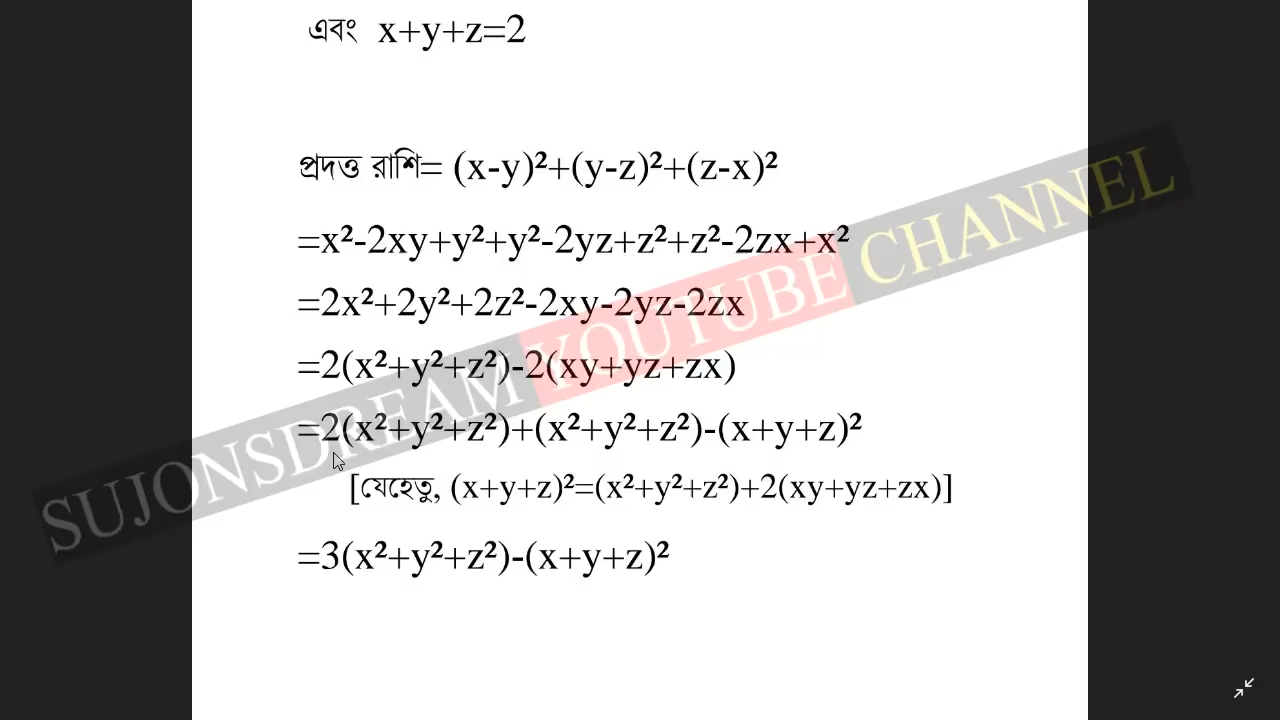 এবং x+y+z=2
প্রদত্ত রাশি= (x-y)²+(y-z)²+(z-x)²
=x²-2xy+y²+y²-2yz+z²+z²-2zx+x²
=2x²+2y²+2z²-2xy-2yz-2zx
=2(x²+y²+z²)-2(xy+yz+zx)
=2(x²+y²+z²)+(x²+y²+z²)-(x+y+z)²
[যেহেতু, (x+y+z)²=(x²+y²+z²)+2(xy+yz+zx)]
=3(x²+y²+z²)-(x+y+z)²
SUJONSDREAM YOUTUBE CHANNEL